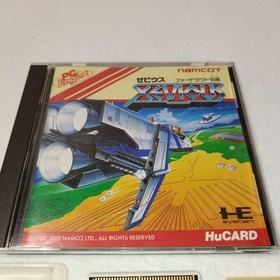 PC Engine
namcot
ゼビウス
ファードラウト伝説
XEVIOUS
© 1990 NAMCO LTD., ALL RIGHTS RESERVED
HE
SYSTEM
HuCARD